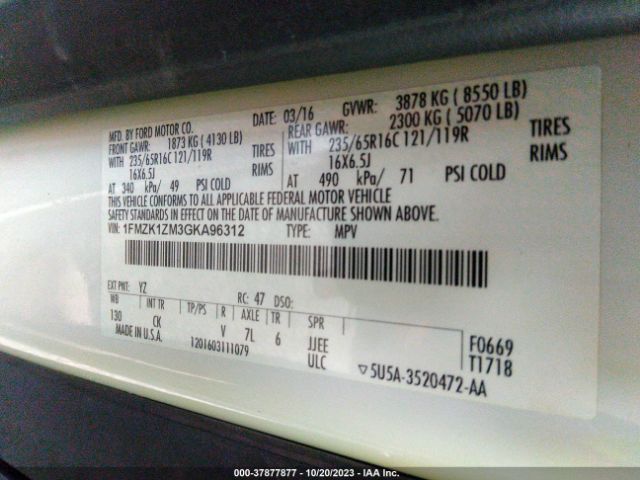 MFD. BY FORD MOTOR CO.
DATE: 03/16 GVWR: 3878 KG ( 8550 LB)
FRONT GAWR: 1873 KG ( 4130 LB)
REAR GAWR: 2300 KG ( 5070 LB)
WITH 235/65R16C 121/119R TIRES
WITH 235/65R16C 121/119R TIRES
16X6.5J RIMS
16X6.5J RIMS
AT 340 kPa/ 49 PSI COLD
AT 490 kPa/ 71 PSI COLD
THIS VEHICLE CONFORMS TO ALL APPLICABLE FEDERAL MOTOR VEHICLE
SAFETY STANDARDS IN EFFECT ON THE DATE OF MANUFACTURE SHOWN ABOVE.
VIN: 1FMZK1ZM3GKA96312 TYPE: MPV
EXT PNT: YZ RC: 47 DSO:
WB INT TR TP/PS R AXLE TR SPR
130 CK V 7L 6 JJEE F0669
MADE IN U.S.A. 1201603111079 ULC T1718
▽5U5A-3520472-AA
000-37877877 - 10/20/2023 - IAA Inc.